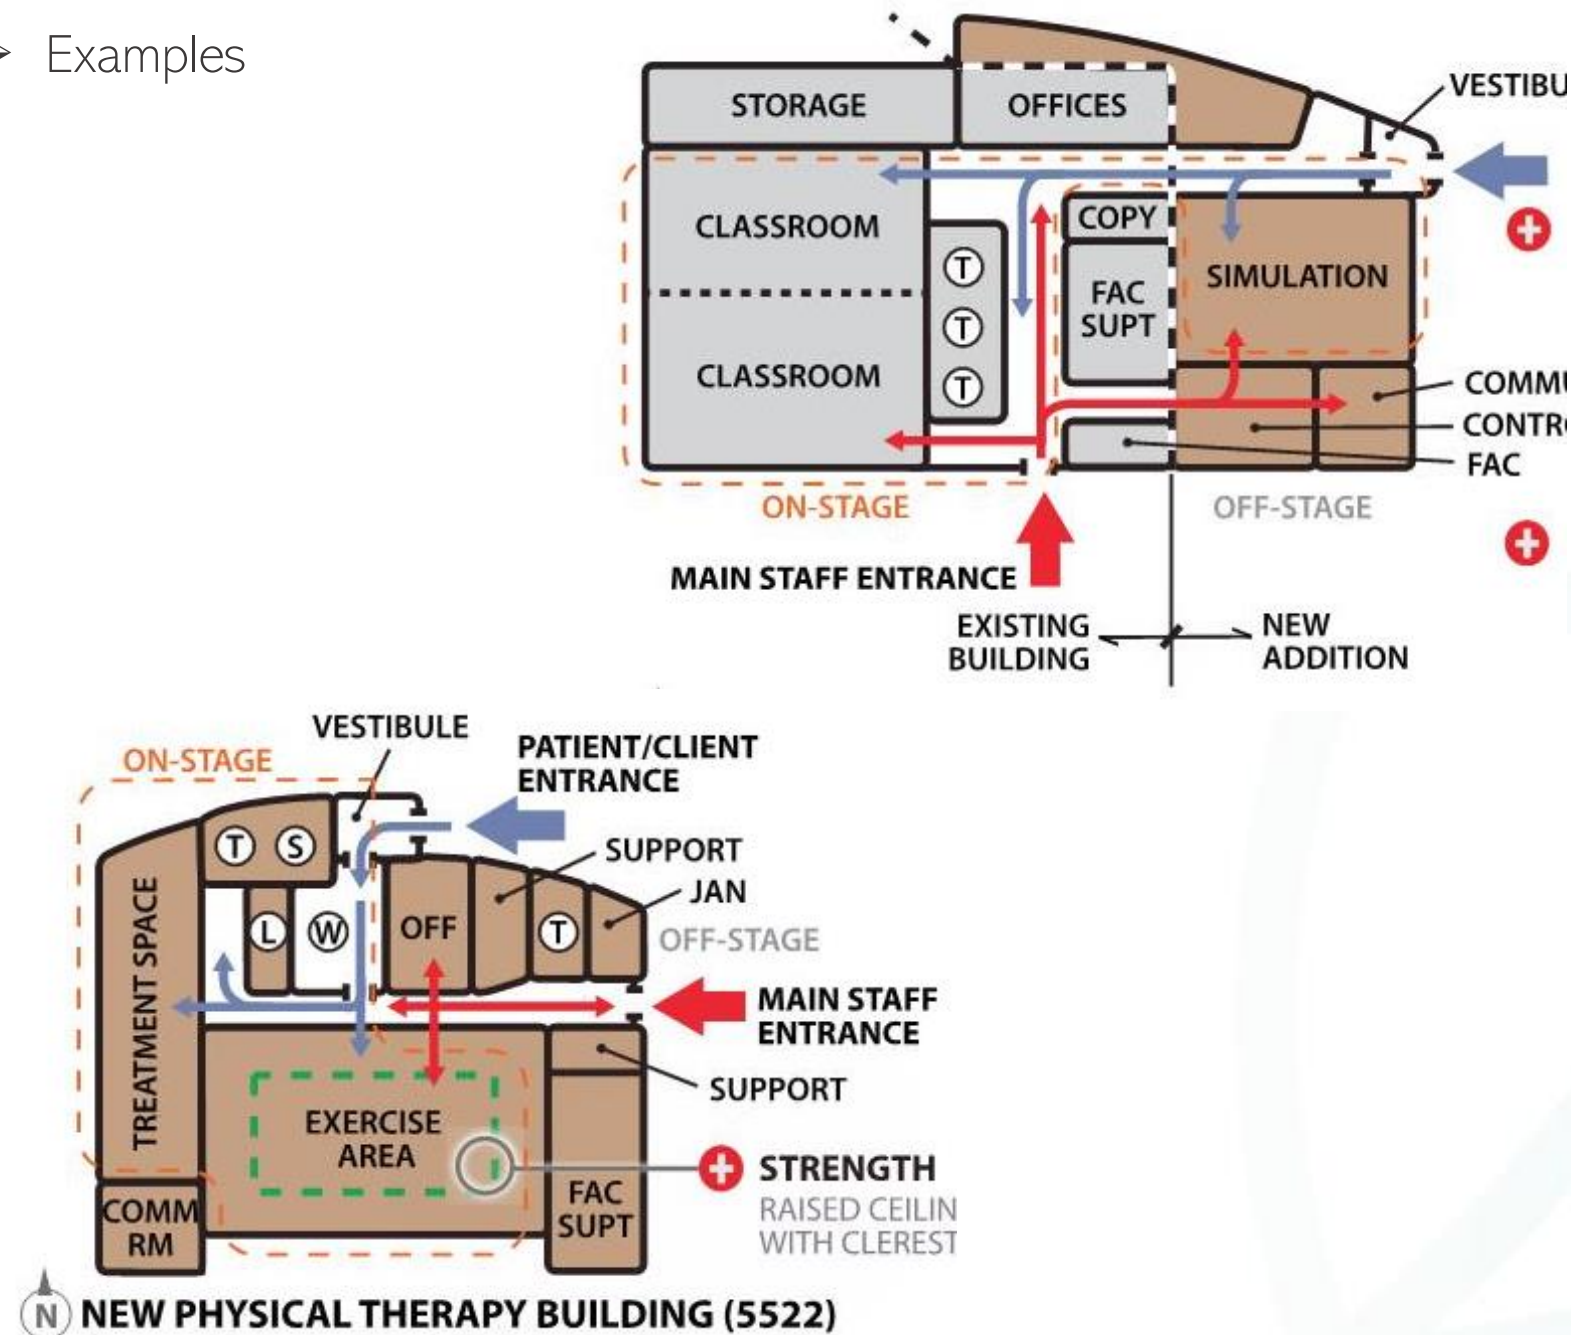 Examples
STORAGE
OFFICES
VESTIBU
CLASSROOM
COPY
T
T
T
FAC
SUPT
SIMULATION
CLASSROOM
COMMU
CONTR
FAC
ON-STAGE
OFF-STAGE
MAIN STAFF ENTRANCE
EXISTING
BUILDING
NEW
ADDITION
VESTIBULE
ON-STAGE
PATIENT/CLIENT
ENTRANCE
T S
SUPPORT
JAN
L W
OFF
T
OFF-STAGE
TREATMENT SPACE
MAIN STAFF
ENTRANCE
SUPPORT
EXERCISE
AREA
STRENGTH
RAISED CEILIN
WITH CLEREST
FAC
SUPT
COMM
RM
N NEW PHYSICAL THERAPY BUILDING (5522)